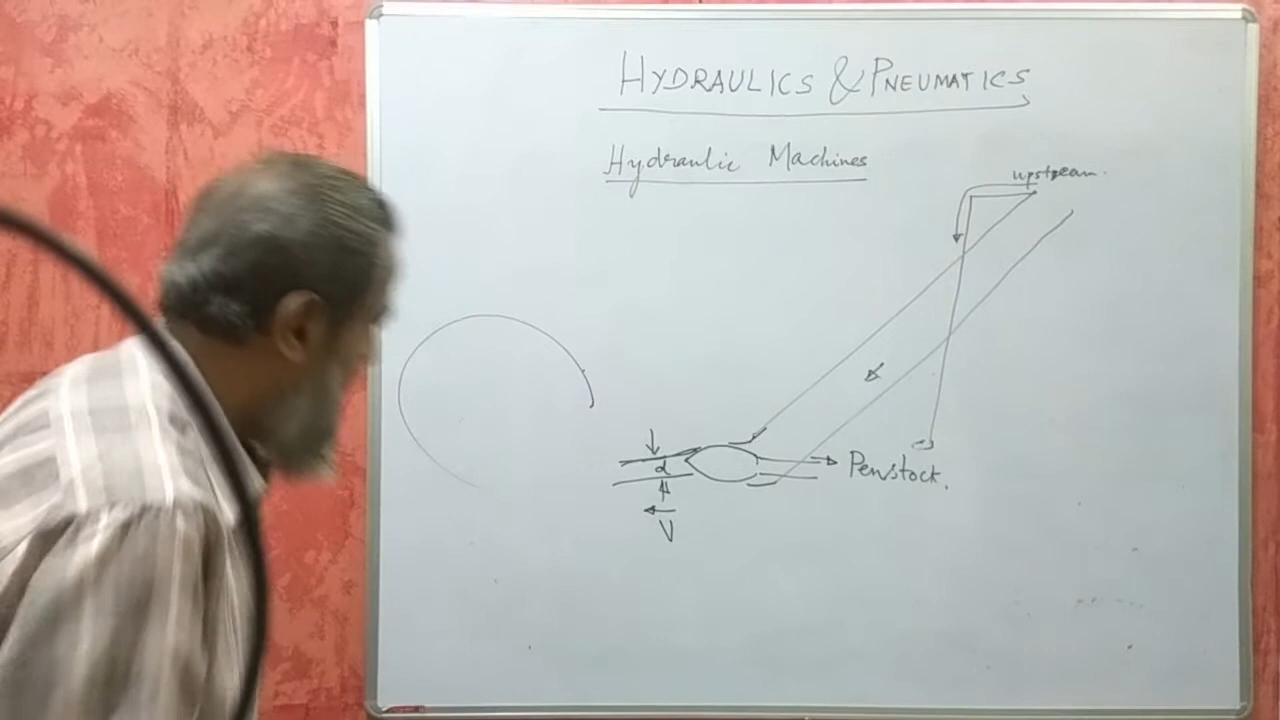 HYDRAULICS & PNEUMATICS
Hydraulic Machines
upstream.
d
Penstock.
V